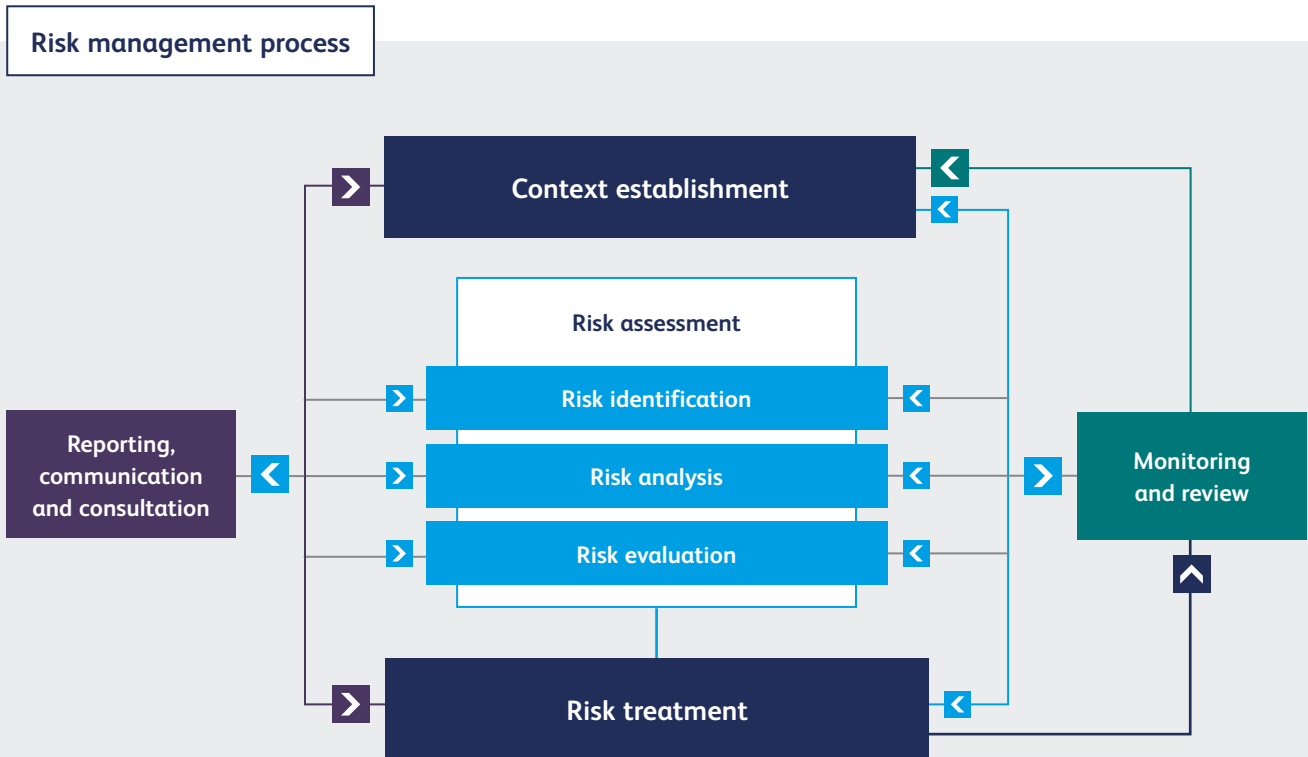 Risk management process
Context establishment
Risk assessment
Risk identification
Reporting,
communication
and consultation
Risk analysis
Monitoring
and review
Risk evaluation
Risk treatment